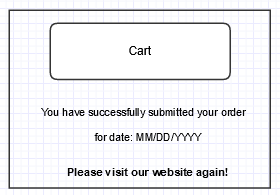 Cart
You have successfully submitted your order
for date: MM/DD/YYYY
Please visit our website again!